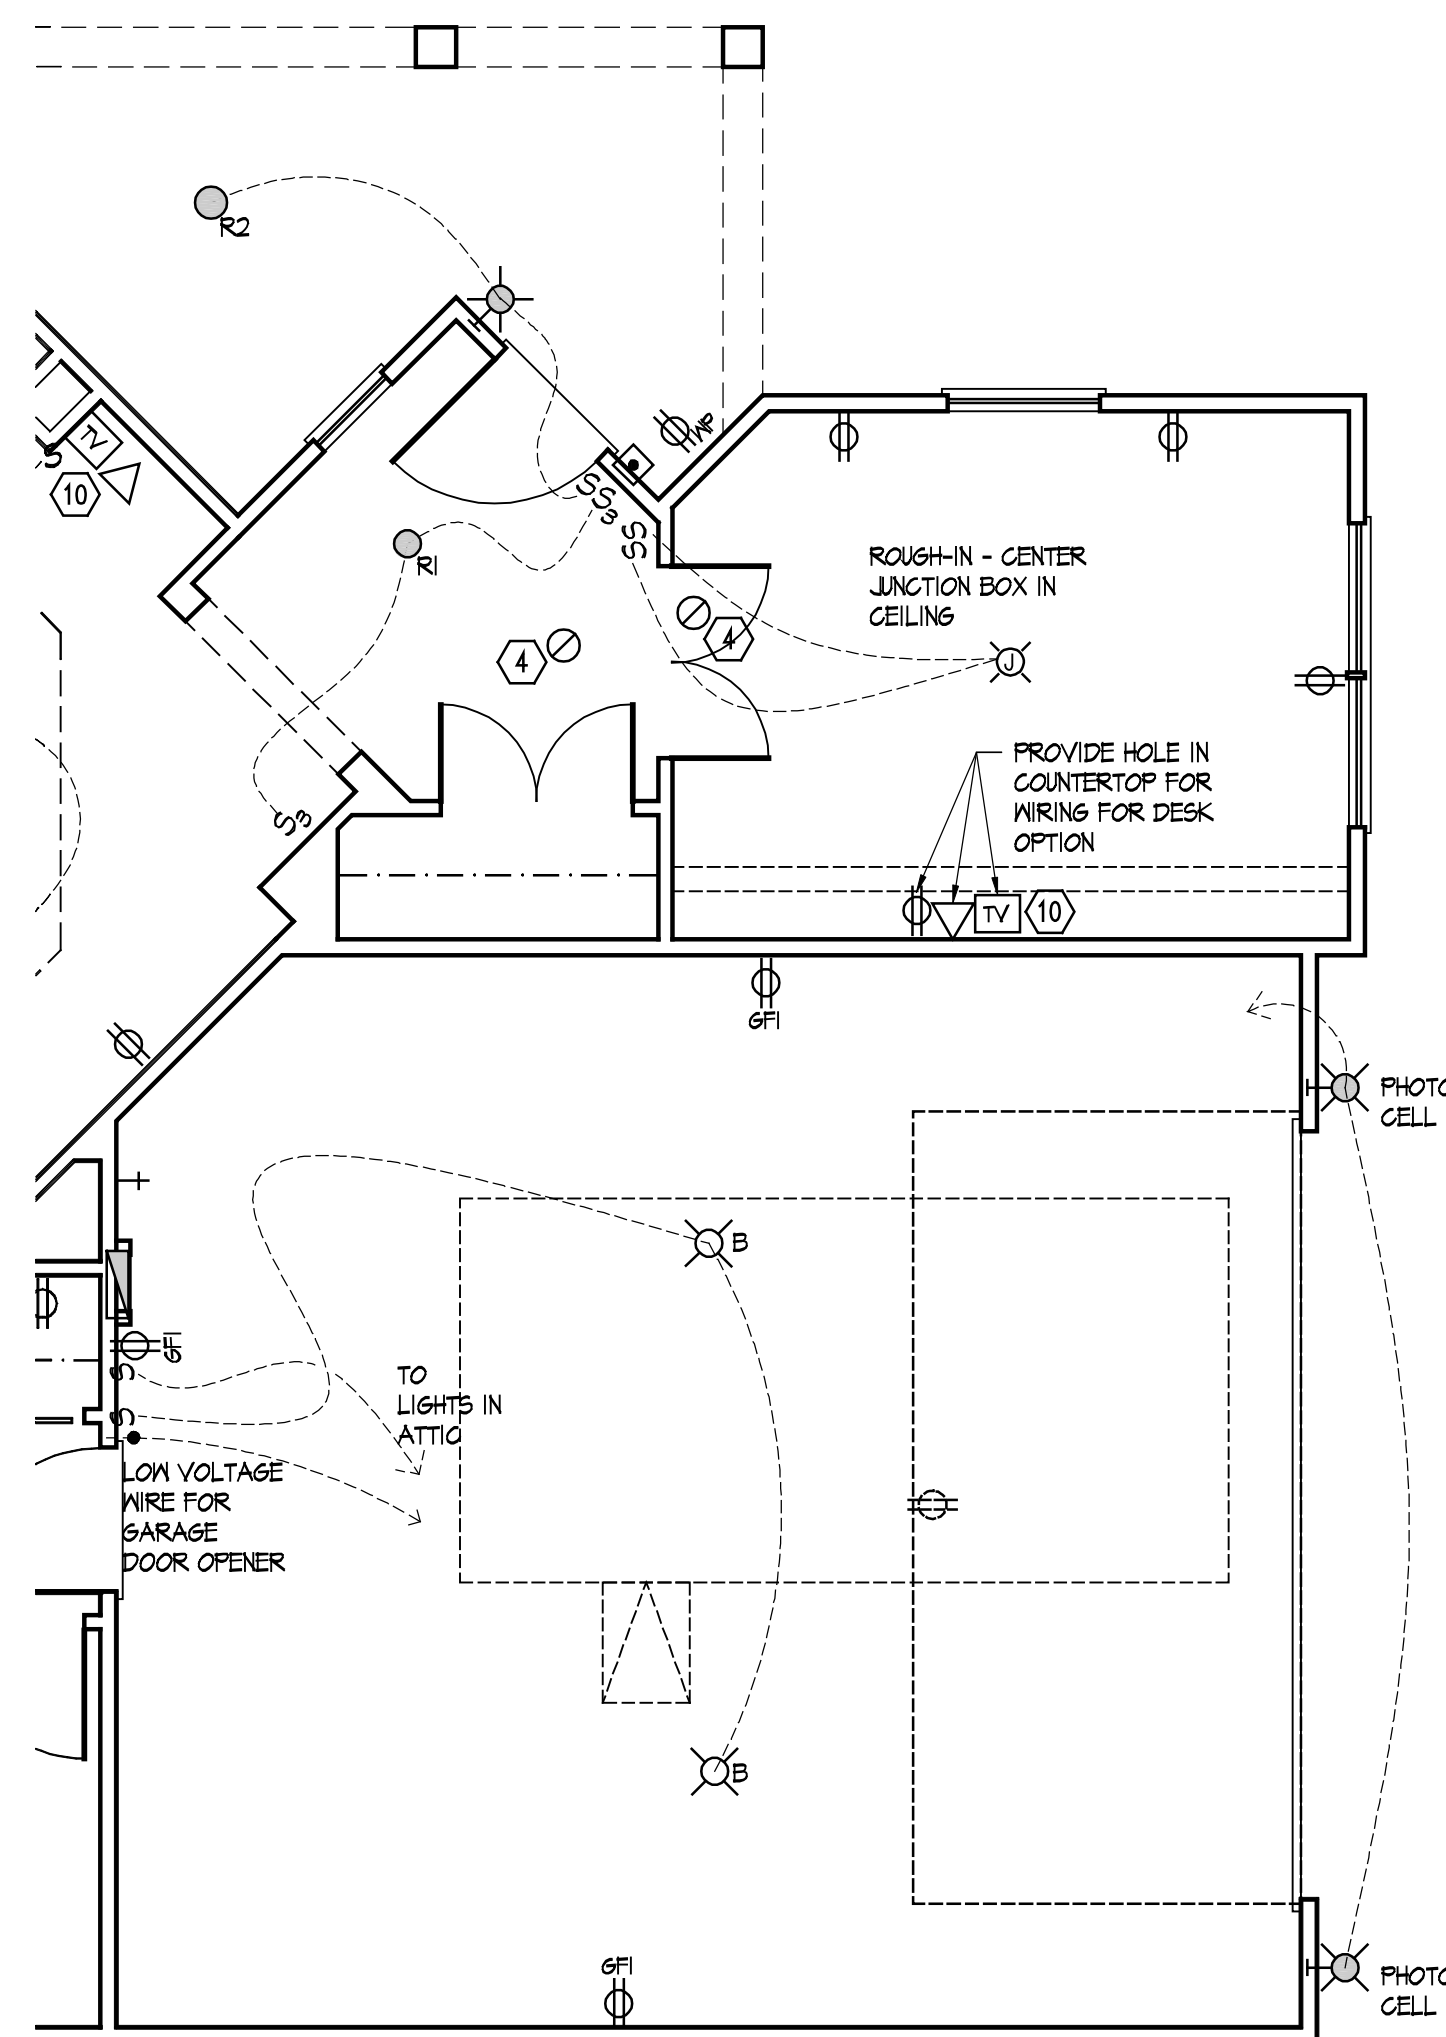 R2
WP
TV
S
10
SS3
SS
R1
ROUGH-IN - CENTER
JUNCTION BOX IN
CEILING
4
4
J
PROVIDE HOLE IN
COUNTERTOP FOR
WIRING FOR DESK
OPTION
S3
TV
10
GFI
PHOTO
CELL
B
GFI
S
TO
LIGHTS IN
ATTIC
S
LOW VOLTAGE
WIRE FOR
GARAGE
DOOR OPENER
B
GFI
PHOTO
CELL